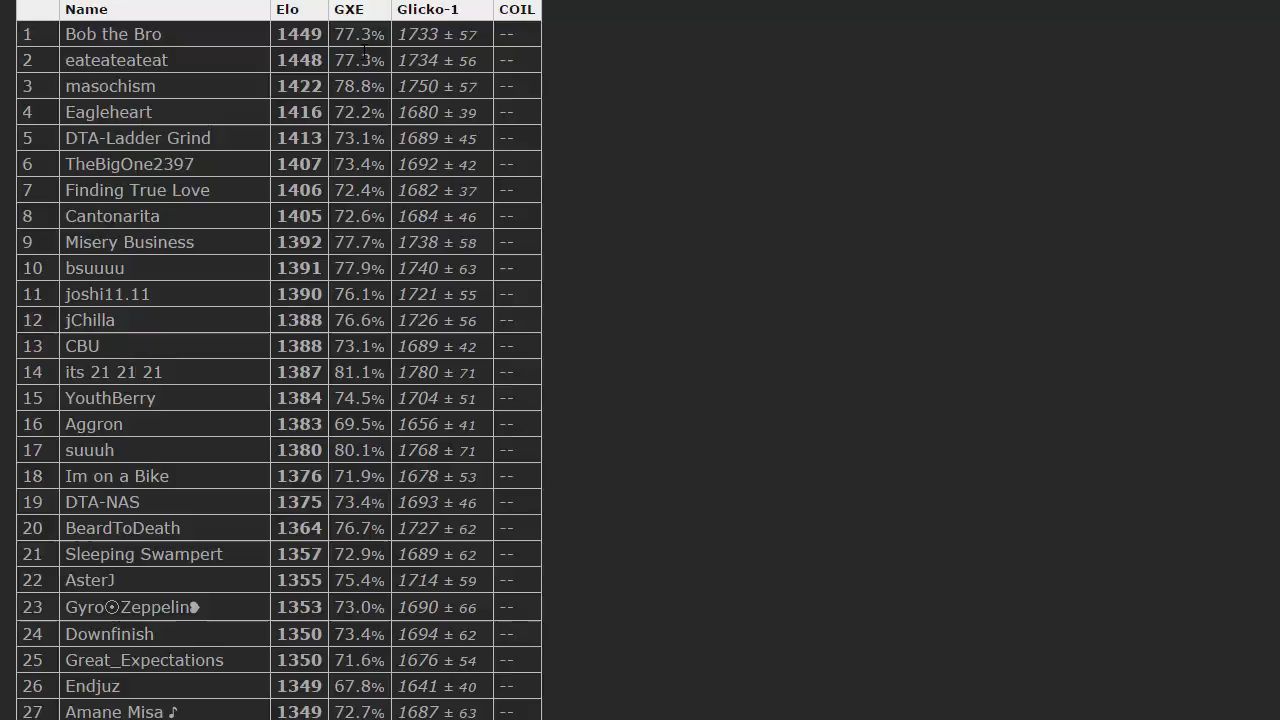 Name Elo GXE Glicko-1 COIL
1 Bob the Bro 1449 77.3% 1733 ± 57 --
2 eateateateat 1448 77.3% 1734 ± 56 --
3 masochism 1422 78.8% 1750 ± 57 --
4 Eagleheart 1416 72.2% 1680 ± 39 --
5 DTA-Ladder Grind 1413 73.1% 1689 ± 45 --
6 TheBigOne2397 1407 73.4% 1692 ± 42 --
7 Finding True Love 1406 72.4% 1682 ± 37 --
8 Cantonarita 1405 72.6% 1684 ± 46 --
9 Misery Business 1392 77.7% 1738 ± 58 --
10 bsuuuu 1391 77.9% 1740 ± 63 --
11 joshi11.11 1390 76.1% 1721 ± 55 --
12 jChilla 1388 76.6% 1726 ± 56 --
13 CBU 1388 73.1% 1689 ± 42 --
14 its 21 21 21 1387 81.1% 1780 ± 71 --
15 YouthBerry 1384 74.5% 1704 ± 51 --
16 Aggron 1383 69.5% 1656 ± 41 --
17 suuuh 1380 80.1% 1768 ± 71 --
18 Im on a Bike 1376 71.9% 1678 ± 53 --
19 DTA-NAS 1375 73.4% 1693 ± 46 --
20 BeardToDeath 1364 76.7% 1727 ± 62 --
21 Sleeping Swampert 1357 72.9% 1689 ± 62 --
22 AsterJ 1355 75.4% 1714 ± 59 --
23 Gyro☉Zeppelin❥ 1353 73.0% 1690 ± 66 --
24 Downfinish 1350 73.4% 1694 ± 62 --
25 Great_Expectations 1350 71.6% 1676 ± 54 --
26 Endjuz 1349 67.8% 1641 ± 40 --
27 Amane Misa ♪ 1349 72.7% 1687 ± 63 --